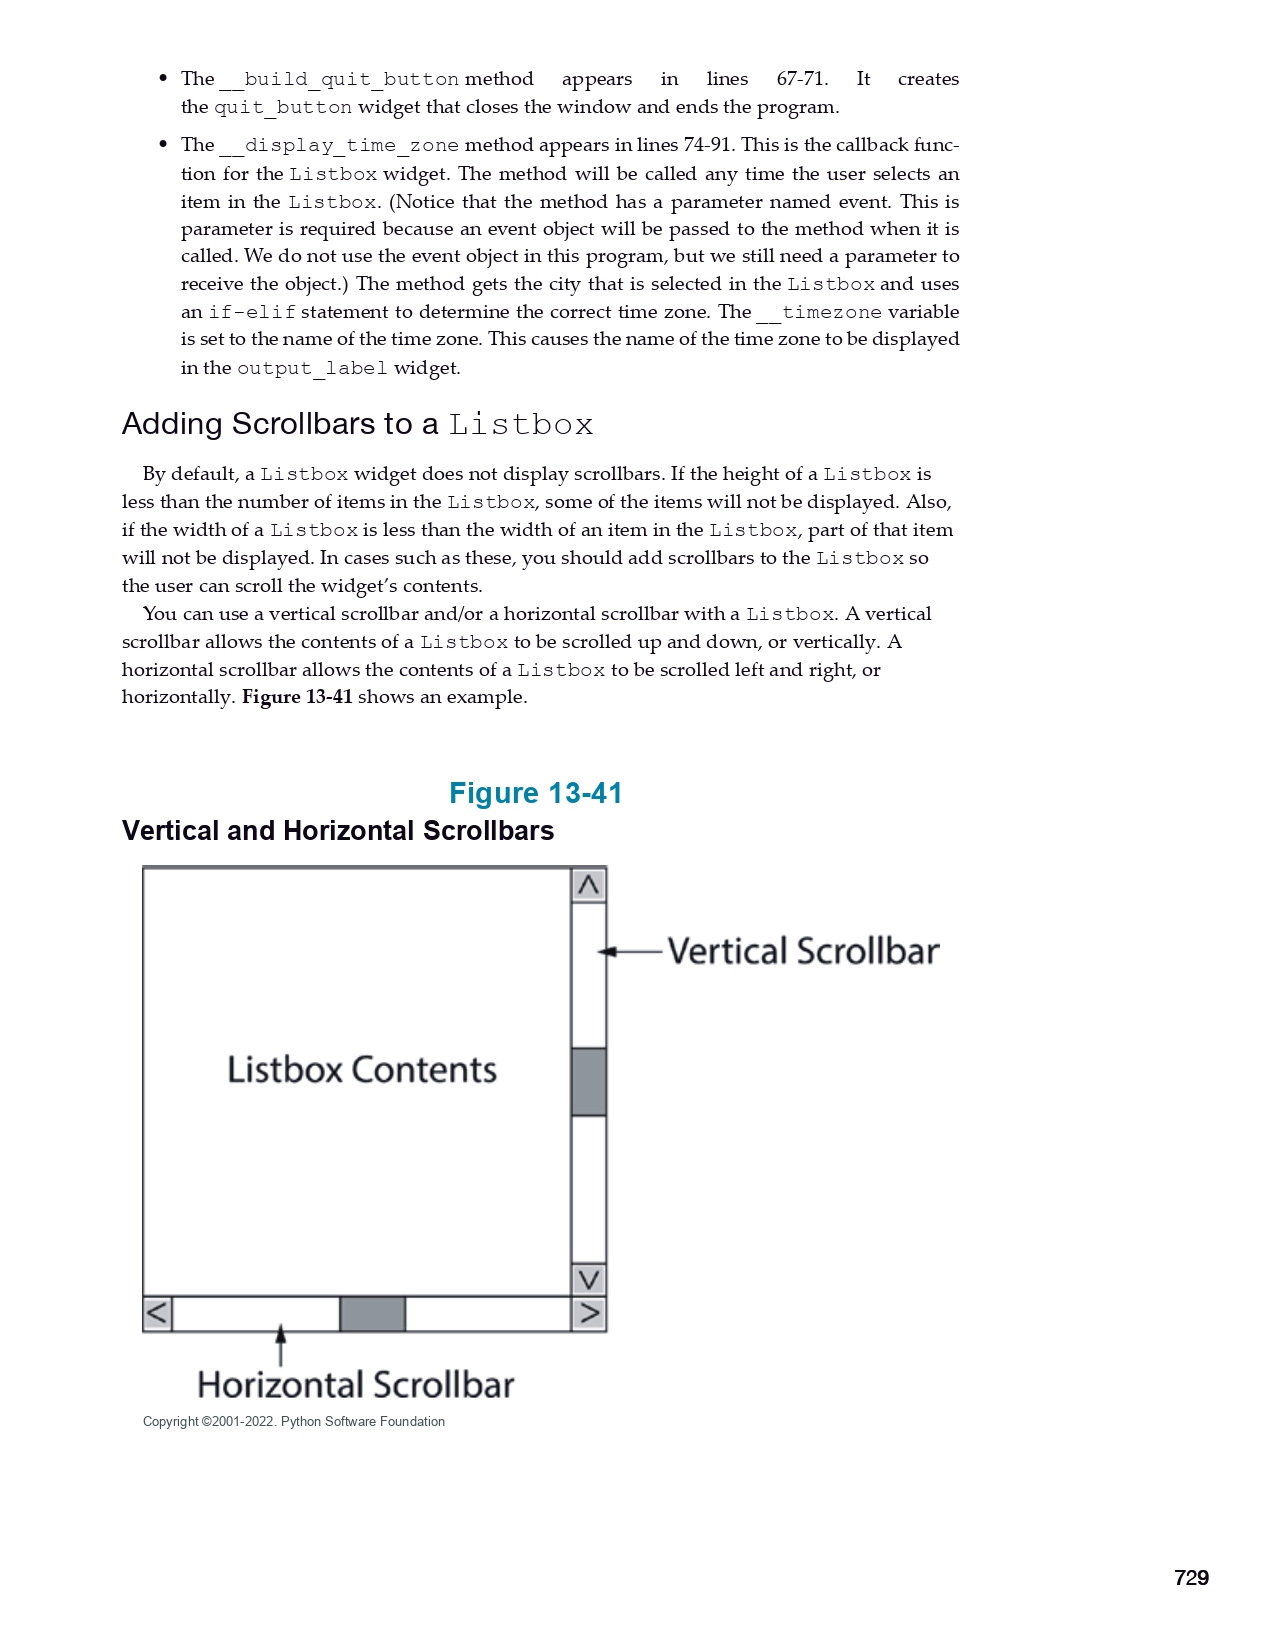 • The __build_quit_button method appears in lines 67-71. It creates
the quit_button widget that closes the window and ends the program.
• The __display_time_zone method appears in lines 74-91. This is the callback func-
tion for the Listbox widget. The method will be called any time the user selects an
item in the Listbox. (Notice that the method has a parameter named event. This is
parameter is required because an event object will be passed to the method when it is
called. We do not use the event object in this program, but we still need a parameter to
receive the object.) The method gets the city that is selected in the Listbox and uses
an if-elif statement to determine the correct time zone. The __timezone variable
is set to the name of the time zone. This causes the name of the time zone to be displayed
in the output_label widget.
Adding Scrollbars to a Listbox
By default, a Listbox widget does not display scrollbars. If the height of a Listbox is
less than the number of items in the Listbox, some of the items will not be displayed. Also,
if the width of a Listbox is less than the width of an item in the Listbox, part of that item
will not be displayed. In cases such as these, you should add scrollbars to the Listbox so
the user can scroll the widget’s contents.
You can use a vertical scrollbar and/or a horizontal scrollbar with a Listbox. A vertical
scrollbar allows the contents of a Listbox to be scrolled up and down, or vertically. A
horizontal scrollbar allows the contents of a Listbox to be scrolled left and right, or
horizontally. Figure 13-41 shows an example.
Figure 13-41
Vertical and Horizontal Scrollbars
Vertical Scrollbar
Listbox Contents
Horizontal Scrollbar
Copyright ©2001-2022. Python Software Foundation
729